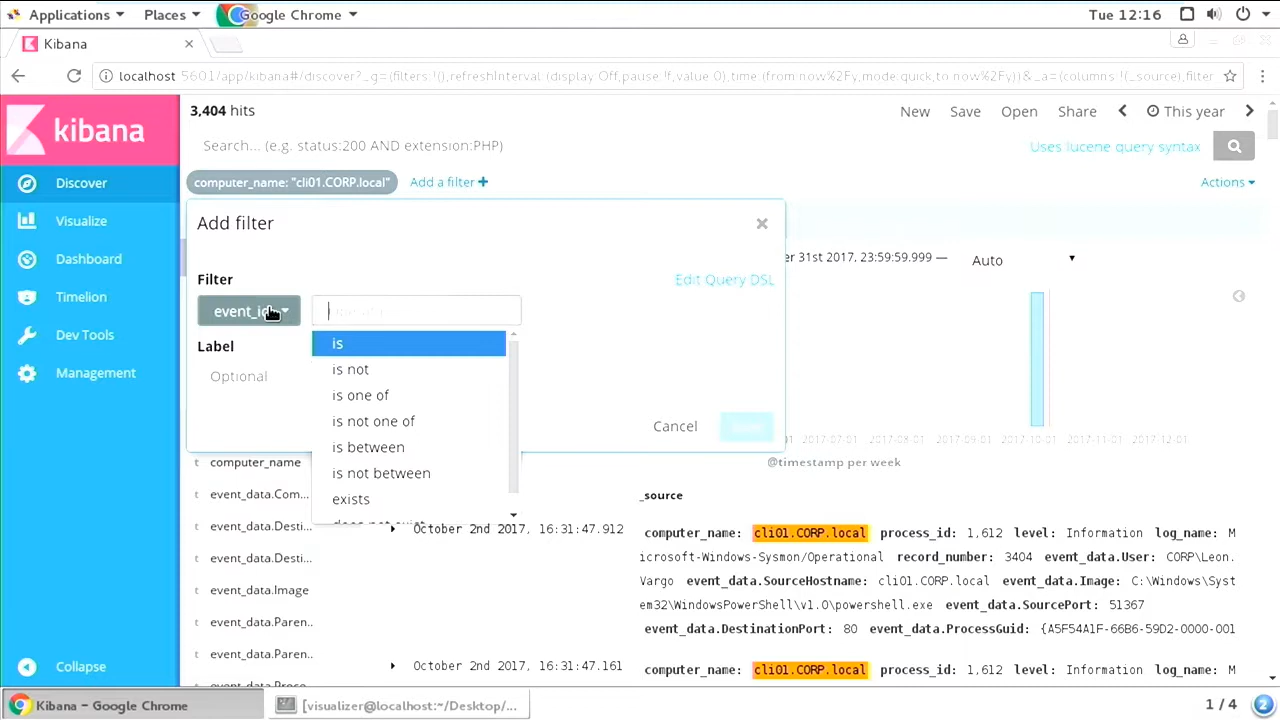 Applications Places Google Chrome Tue 12:16
Kibana
localhost:5601/app/kibana#/discover?_g=(filters:!(),refreshInterval:(display:Off,pause:!f,value:0),time:(from:now%2Fy,mode:quick,to:now%2Fy))&_a=(columns:!(_source),filter
kibana
3,404 hits
New Save Open Share This year
Search... (e.g. status:200 AND extension:PHP)
Uses lucene query syntax
Discover
computer_name: "cli01.CORP.local" Add a filter +
Actions
Visualize
Add filter
Dashboard
er 31st 2017, 23:59:59.999 —
Auto
Filter
Edit Query DSL
Timelion
event_id
Dev Tools
is
Label
is not
Management
Optional
is one of
is not one of
Cancel
2017-07-01 2017-08-01 2017-09-01 2017-10-01 2017-11-01 2017-12-01
is between
@timestamp per week
t computer_name
is not between
t event_data.Com...
exists
_source
does not exist
t event_data.Desti...
October 2nd 2017, 16:31:47.912
computer_name: cli01.CORP.local process_id: 1,612 level: Information log_name: M
icrosoft-Windows-Sysmon/Operational record_number: 3404 event_data.User: CORP\Leon.
t event_data.Desti...
Vargo event_data.SourceHostname: cli01.CORP.local event_data.Image: C:\Windows\Syst
t event_data.Image
em32\WindowsPowerShell\v1.0\powershell.exe event_data.SourcePort: 51367
t event_data.Paren..
event_data.DestinationPort: 80 event_data.ProcessGuid: {A5F54A1F-66B6-59D2-0000-001
t event_data.Paren..
Collapse
October 2nd 2017, 16:31:47.161
computer_name: cli01.CORP.local process_id: 1,612 level: Information log_name: M
t event_data.Proce...
Kibana – Google Chrome
[visualizer@localhost:~/Desktop/...
1 / 4
2